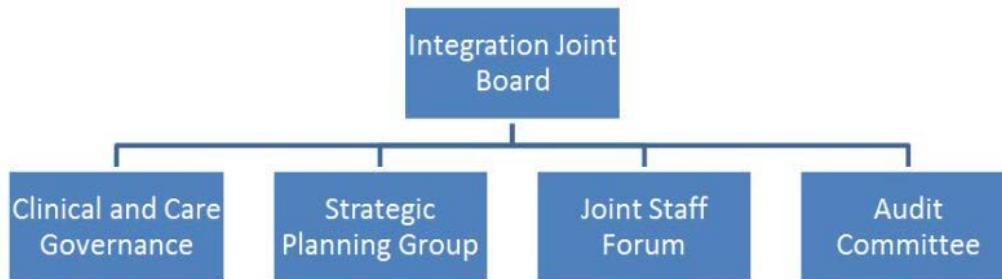 Integration Joint
Board
Clinical and Care
Governance
Strategic
Planning Group
Joint Staff
Forum
Audit
Committee